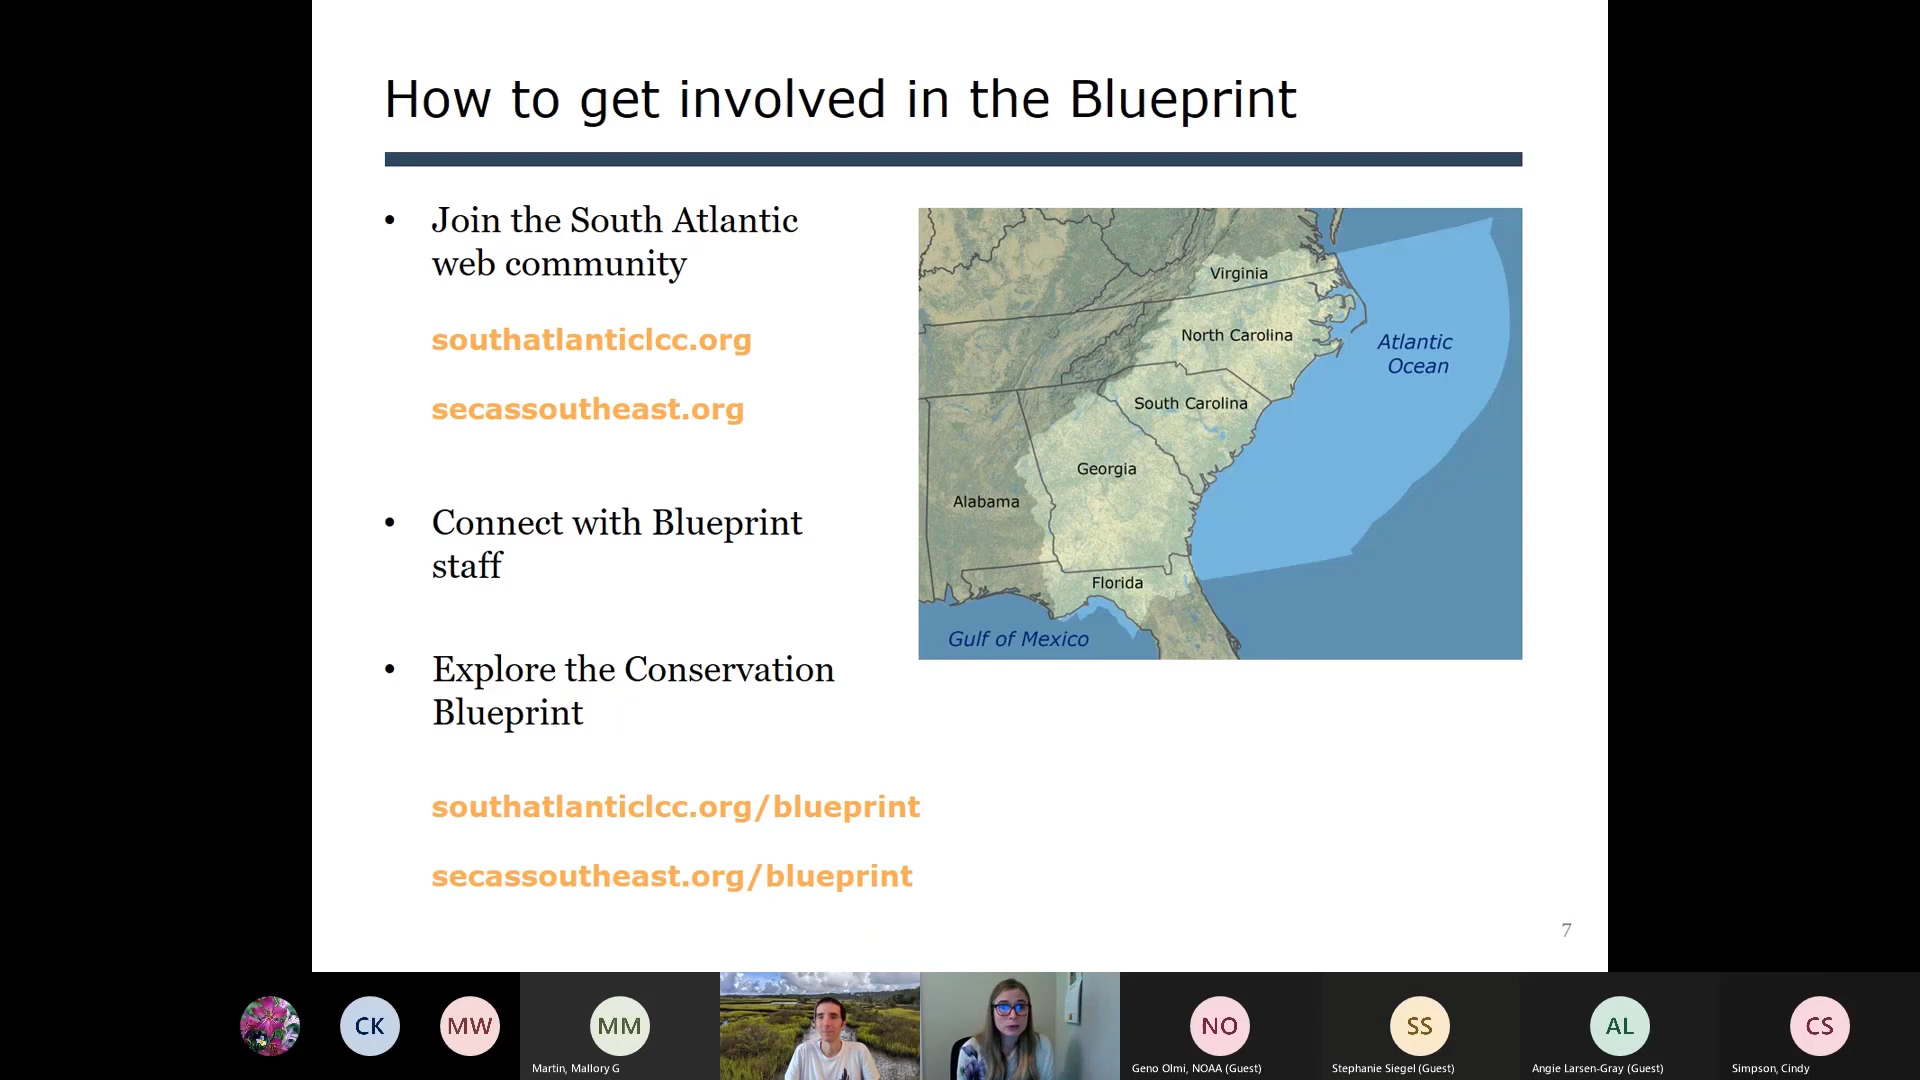 How to get involved in the Blueprint
• Join the South Atlantic
web community
southatlanticlcc.org
secassoutheast.org
• Connect with Blueprint
staff
• Explore the Conservation
Blueprint
southatlanticlcc.org/blueprint
secassoutheast.org/blueprint
Virginia
North Carolina
Atlantic
Ocean
South Carolina
Georgia
Alabama
Florida
Gulf of Mexico
7
CK
MW
MM
Martin, Mallory G
NO
Geno Olmi, NOAA (Guest)
SS
Stephanie Siegel (Guest)
AL
Angie Larsen-Gray (Guest)
CS
Simpson, Cindy